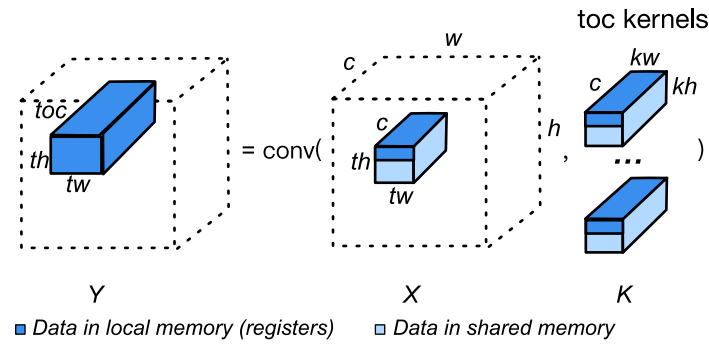 toc kernels
w
c
kw
c
kh
toc
c
h
th
= conv(
th
,
...
)
tw
tw
Y
X
K
Data in local memory (registers)
Data in shared memory